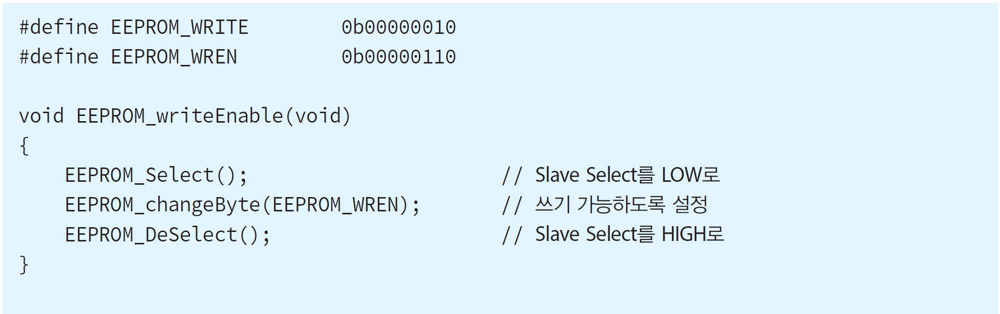 #define EEPROM_WRITE 0b00000010
#define EEPROM_WREN 0b00000110
void EEPROM_writeEnable(void)
{
EEPROM_Select(); // Slave Select를 LOW로
EEPROM_changeByte(EEPROM_WREN); // 쓰기 가능하도록 설정
EEPROM_DeSelect(); // Slave Select를 HIGH로
}